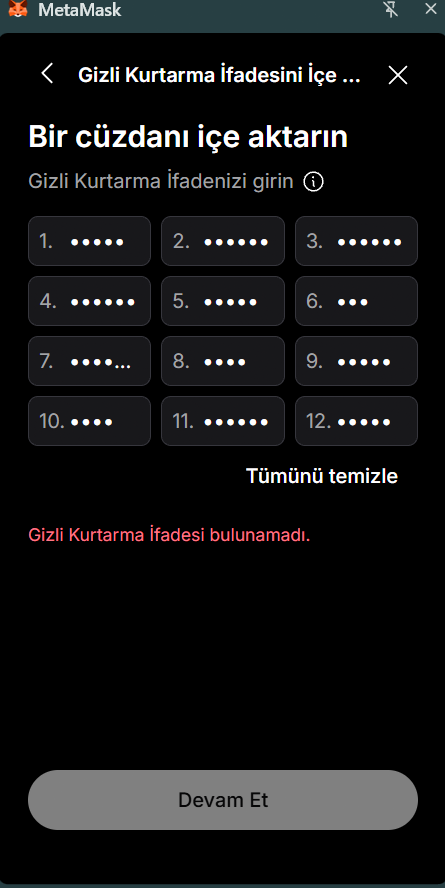 MetaMask
Gizli Kurtarma İfadesini İçe ...
Bir cüzdanı içe aktarın
Gizli Kurtarma İfadenizi girin
1. ••••• 2. •••••• 3. ••••••
4. •••••• 5. ••••• 6. •••
7. ••••... 8. •••• 9. •••••
10. •••• 11. •••••• 12. •••••
Tümünü temizle
Gizli Kurtarma İfadesi bulunamadı.
Devam Et